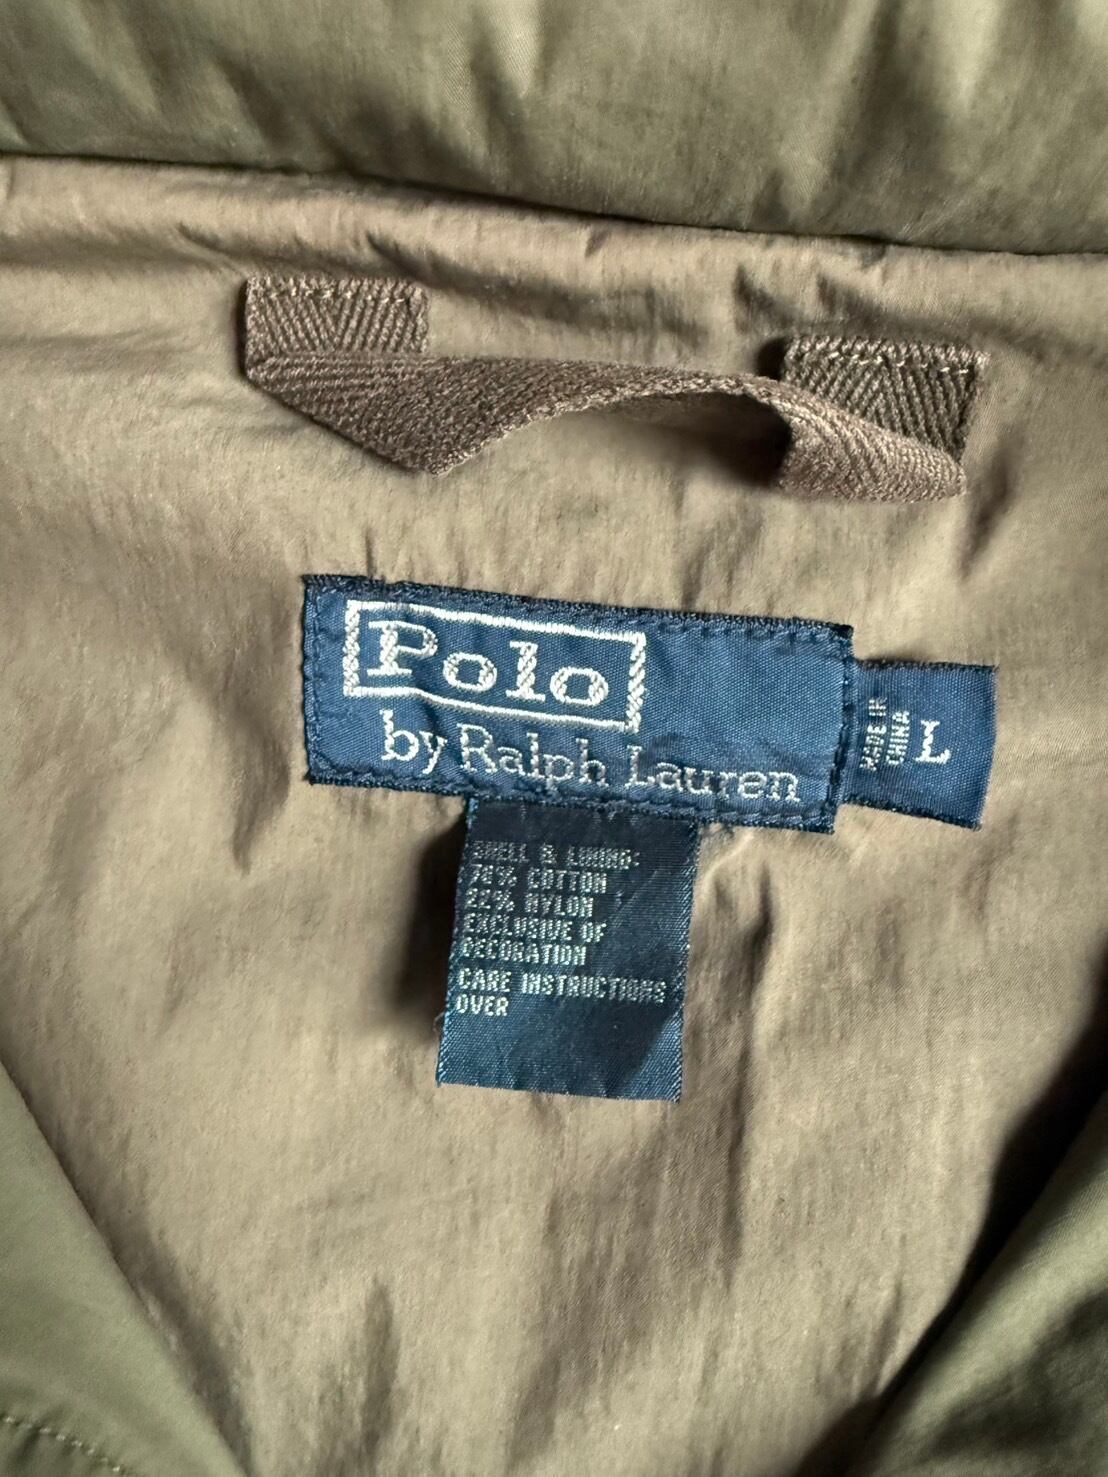 Polo
by Ralph Lauren
MADE IN
CHINA
L
SHELL & LINING:
78% COTTON
22% NYLON
EXCLUSIVE OF
DECORATION
CARE INSTRUCTIONS
OVER